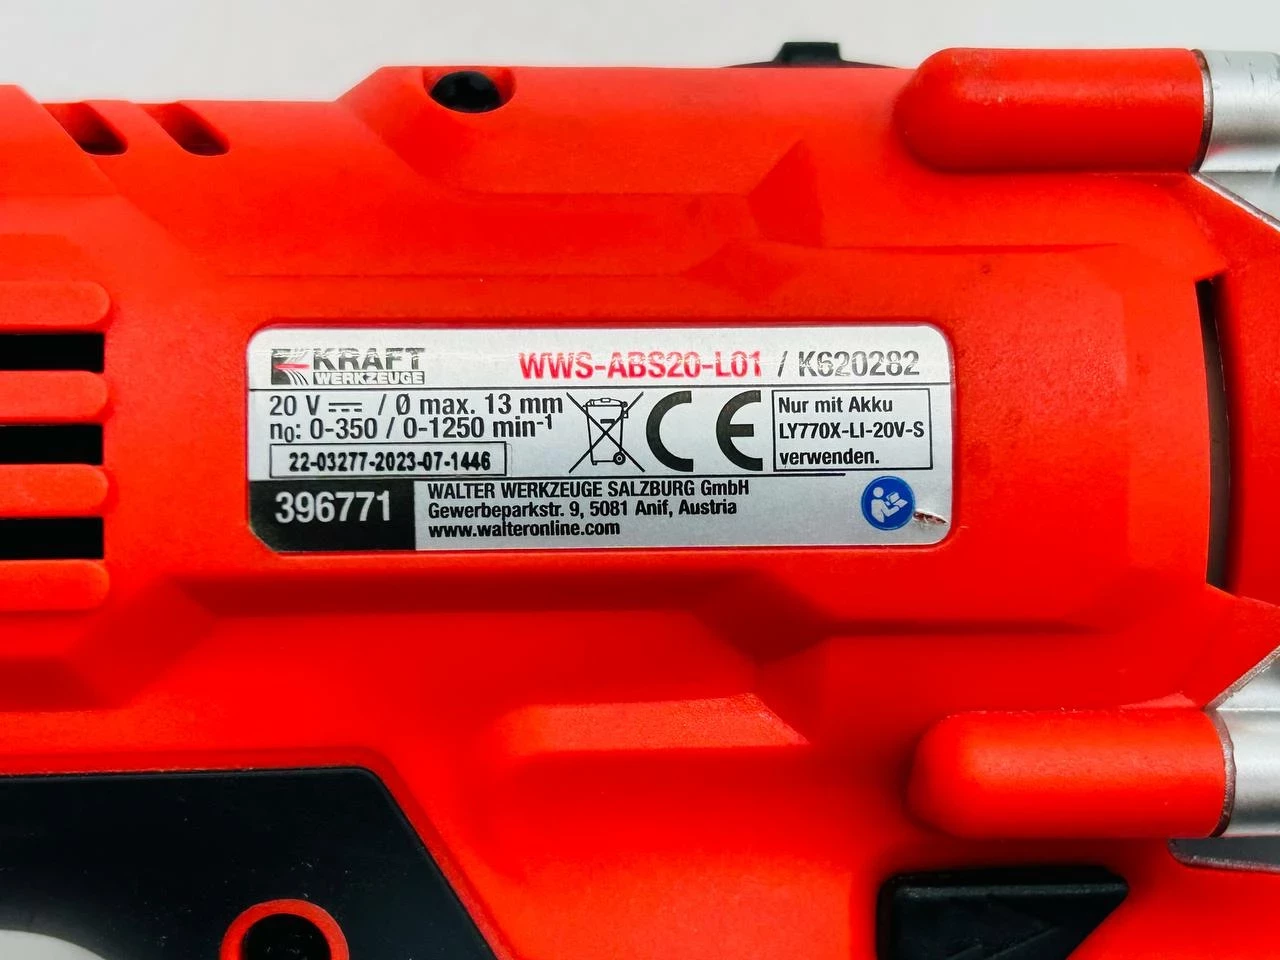 KRAFT
WERKZEUGE
WWS-ABS20-L01 / K620282
20 V ⎓ / Ø max. 13 mm
n₀: 0-350 / 0-1250 min⁻¹
22-03277-2023-07-1446
CE
Nur mit Akku
LY770X-LI-20V-S
verwenden.
396771
WALTER WERKZEUGE SALZBURG GmbH
Gewerbeparkstr. 9, 5081 Anif, Austria
www.walteronline.com